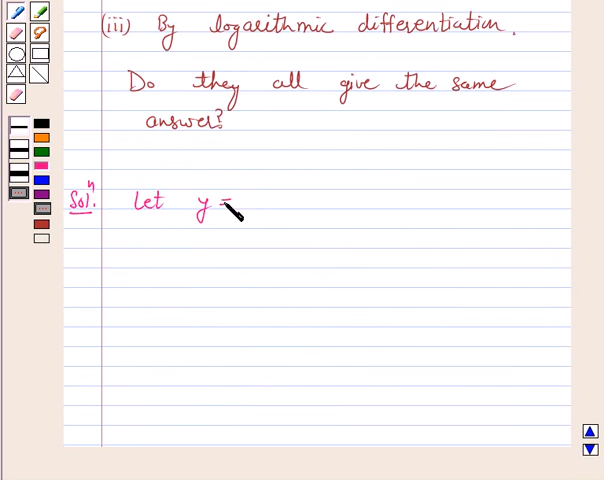 (iii) By logarithmic differentiation.
Do they all give the same
answer?
Solⁿ. Let y =